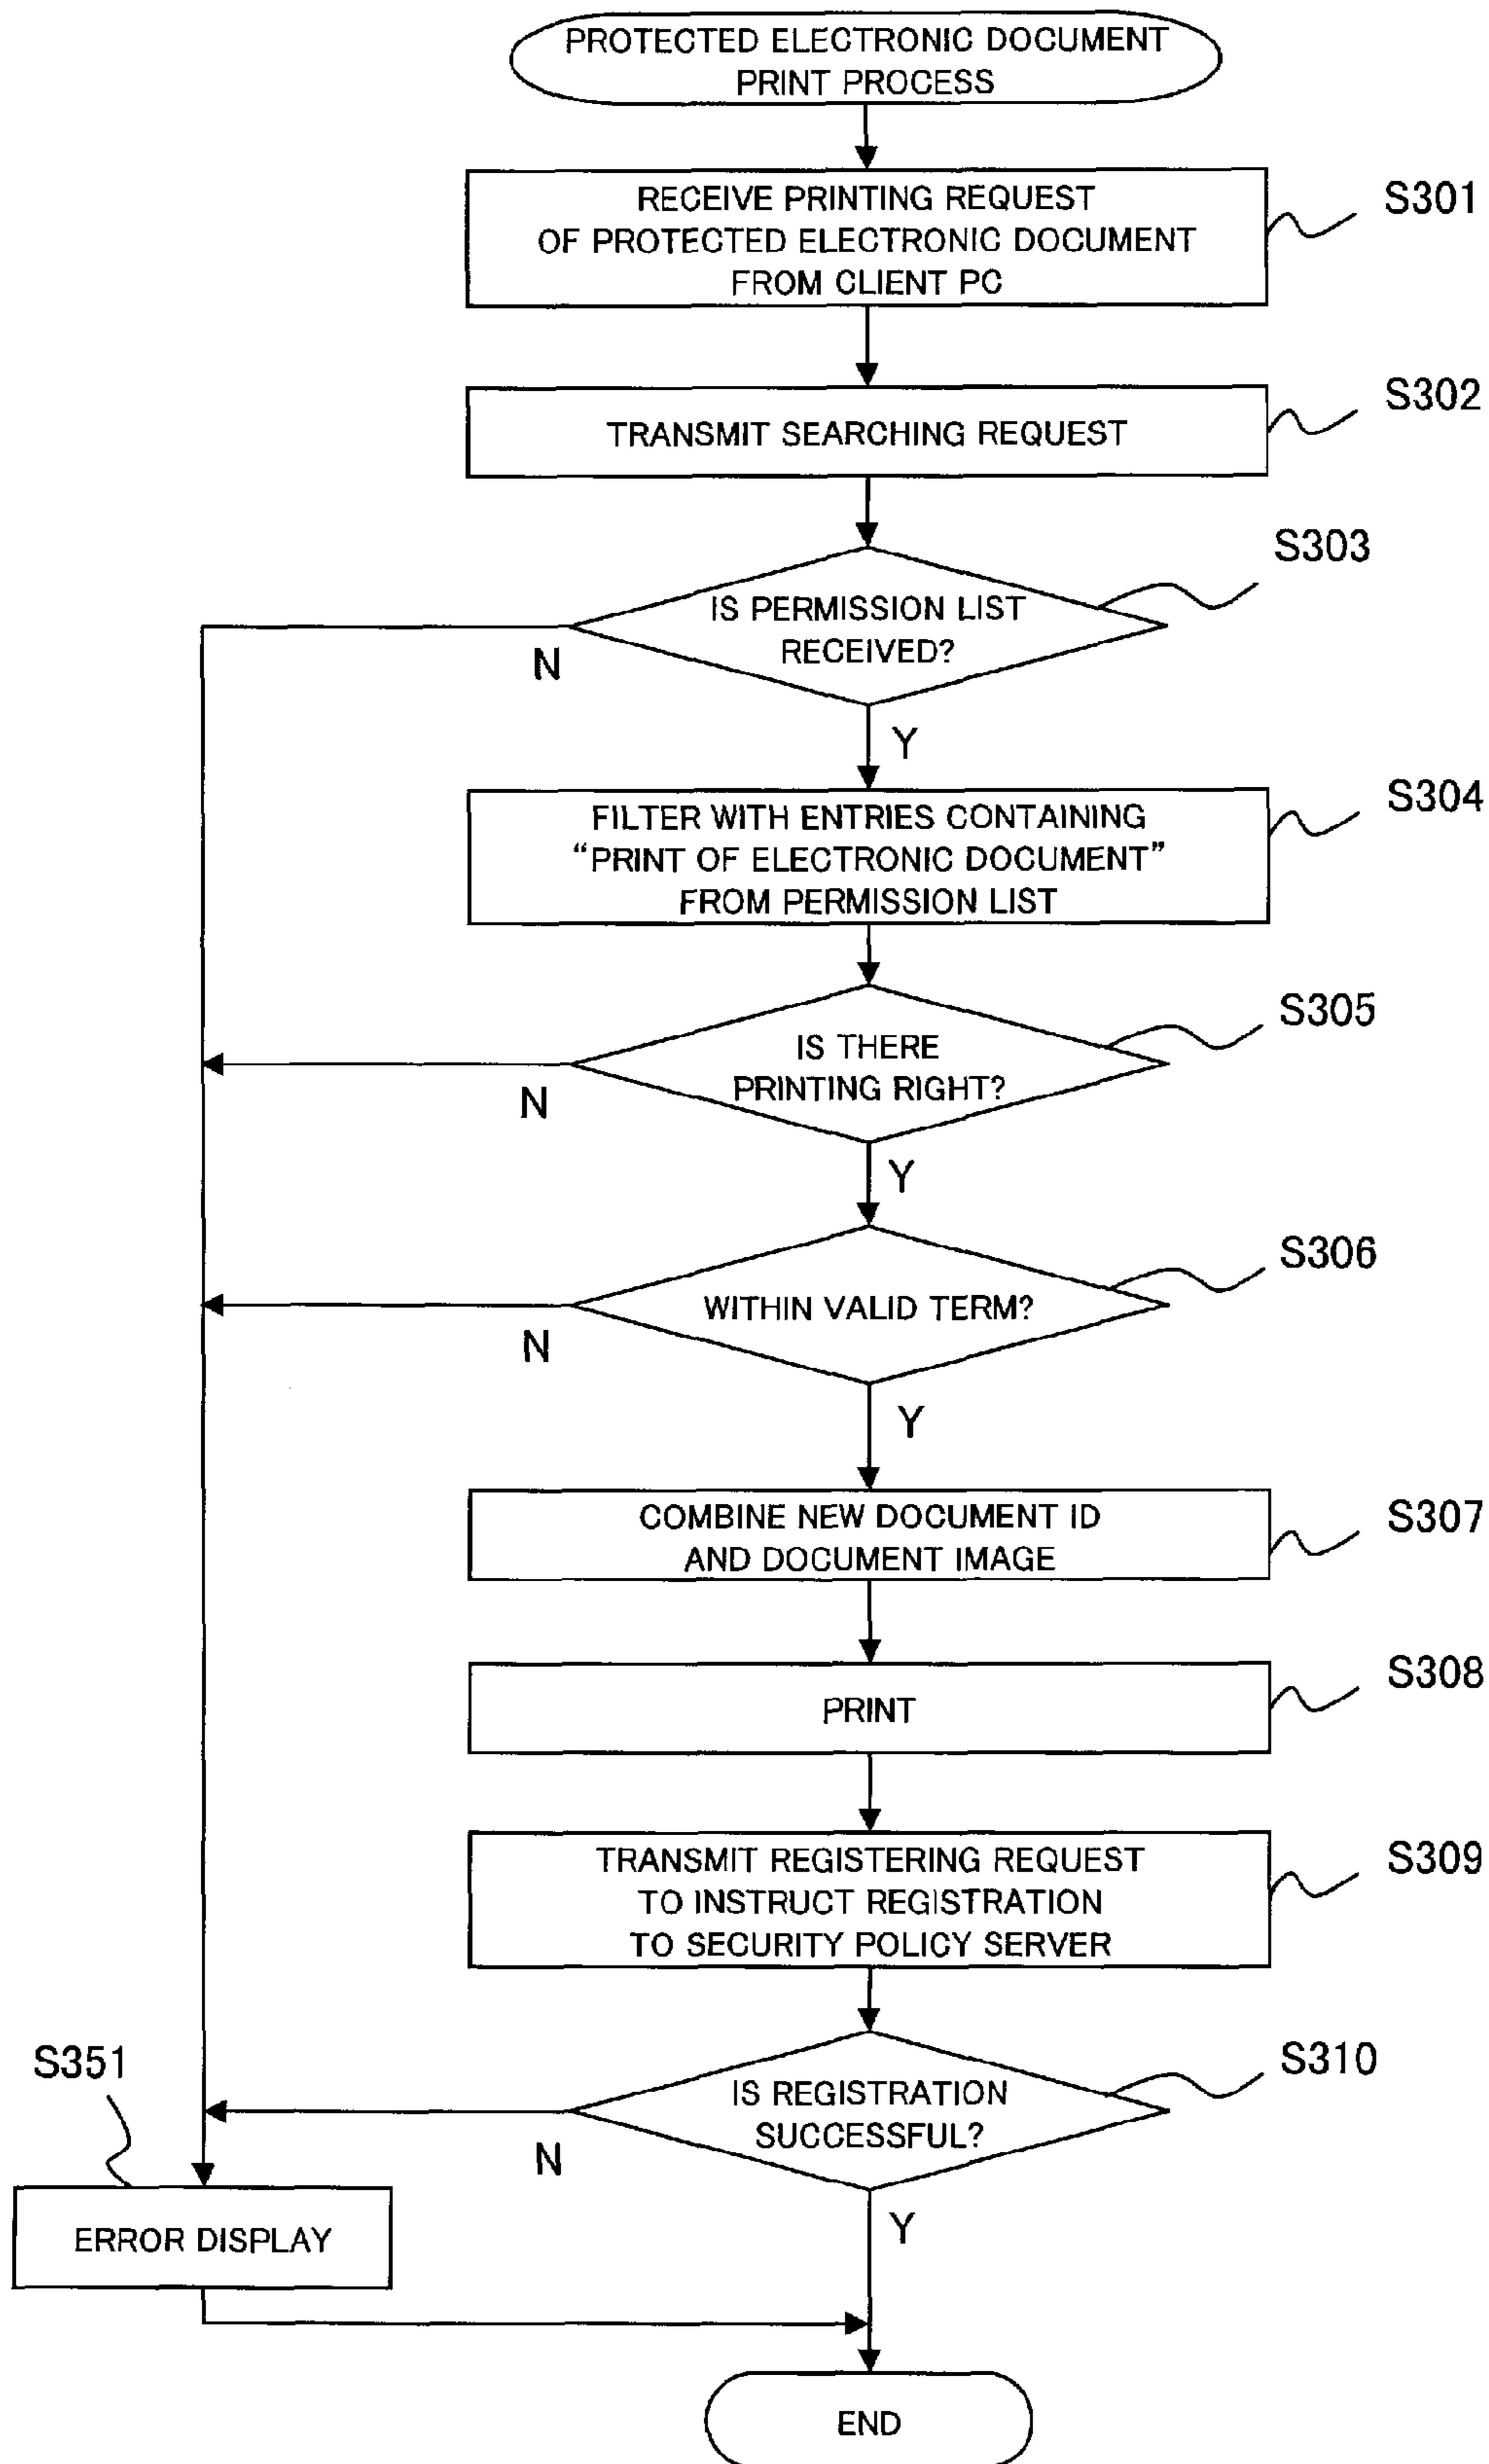 PROTECTED ELECTRONIC DOCUMENT
PRINT PROCESS
RECEIVE PRINTING REQUEST
OF PROTECTED ELECTRONIC DOCUMENT
FROM CLIENT PC
S301
TRANSMIT SEARCHING REQUEST
S302
IS PERMISSION LIST
RECEIVED?
S303
N
Y
FILTER WITH ENTRIES CONTAINING
“PRINT OF ELECTRONIC DOCUMENT”
FROM PERMISSION LIST
S304
IS THERE
PRINTING RIGHT?
S305
N
Y
WITHIN VALID TERM?
S306
N
Y
COMBINE NEW DOCUMENT ID
AND DOCUMENT IMAGE
S307
PRINT
S308
TRANSMIT REGISTERING REQUEST
TO INSTRUCT REGISTRATION
TO SECURITY POLICY SERVER
S309
IS REGISTRATION
SUCCESSFUL?
S310
N
Y
S351
ERROR DISPLAY
END